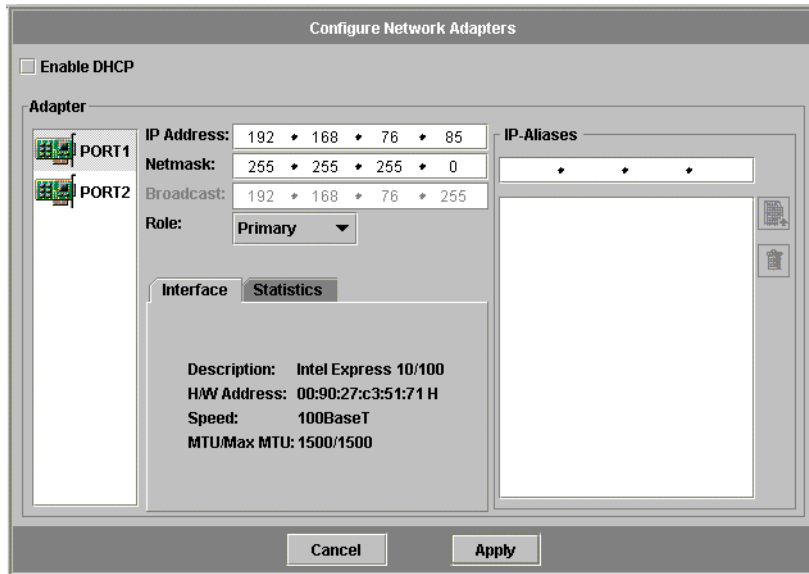 Configure Network Adapters
Enable DHCP
Adapter
PORT1
PORT2
IP Address: 192 . 168 . 76 . 85
Netmask: 255 . 255 . 255 . 0
Broadcast: 192 . 168 . 76 . 255
Role: Primary
Interface Statistics
Description: Intel Express 10/100
H/W Address: 00:90:27:c3:51:71 H
Speed: 100BaseT
MTU/Max MTU: 1500/1500
IP-Aliases
. . .
Cancel Apply